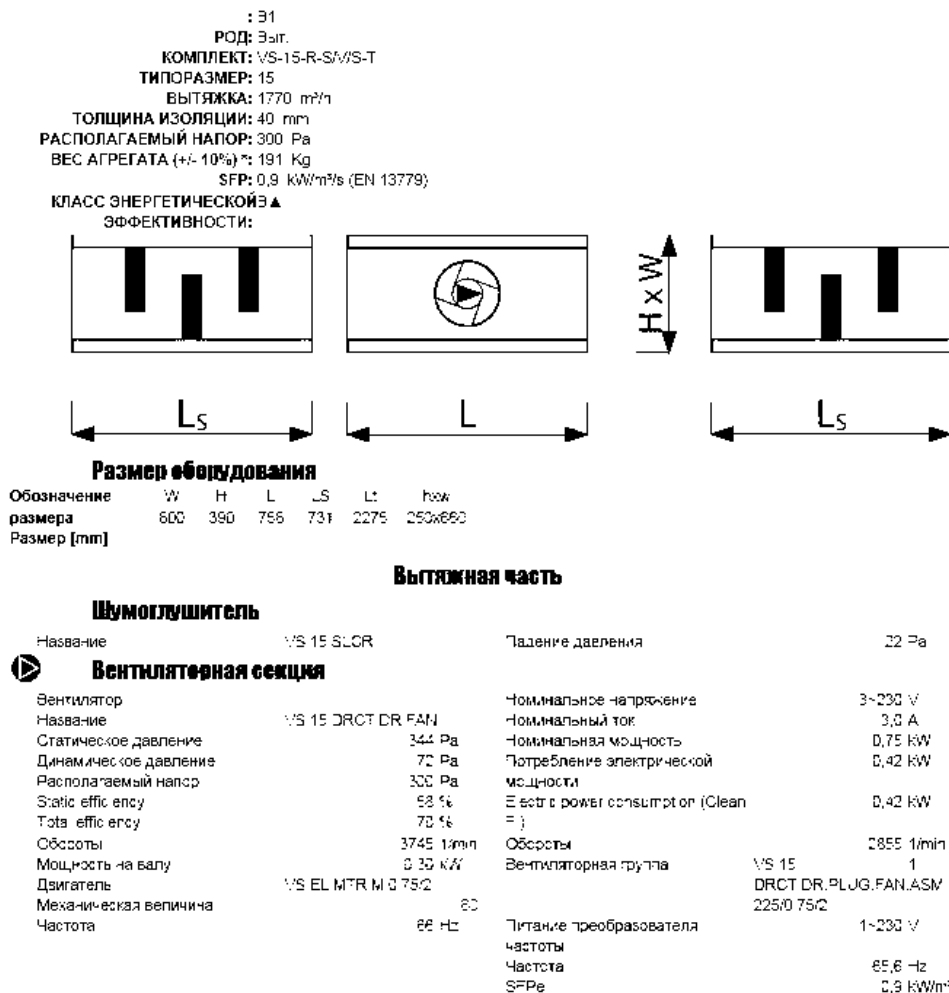 : В1
РОД: Выт.
КОМПЛЕКТ: VS-15-R-S/V/S-T
ТИПОРАЗМЕР: 15
ВЫТЯЖКА: 1770 m³/h
ТОЛЩИНА ИЗОЛЯЦИИ: 40 mm
РАСПОЛАГАЕМЫЙ НАПОР: 300 Pa
ВЕС АГРЕГАТА (+/- 10%) *: 191 Kg
SFP: 0,9 kW/m³/s (EN 13779)
КЛАСС ЭНЕРГЕТИЧЕСКОЙ
ЭФФЕКТИВНОСТИ:
H x W
LS L LS
Размер оборудования
Обозначение W H L LS Lt hxw
размера 390 731 2275
Размер [mm]
Вытяжная часть
Шумоглушитель
Название VS 15 SLCR Падение давления 22 Pa
Вентиляторная секция
Вентилятор Номинальное напряжение 3~230 V
Название VS 15 DRCT.DR.FAN Номинальный ток 3,0 A
Статическое давление 344 Pa Номинальная мощность 0,75 kW
Динамическое давление 72 Pa Потребление электрической 0,42 kW
Располагаемый напор 300 Pa мощности
Static efficiency 58 % Electric power consumption (Clean 0,42 kW
Total efficiency 70 % F.)
Обороты 3745 1/min Обороты 2855 1/min
Мощность на валу 0,30 kW Вентиляторная группа VS 15 1
Двигатель VS EL.MTR M 0.75/2 DRCT.DR.PLUG.FAN.ASM
Механическая величина 80 225/0.75/2
Частота 66 Hz Питание преобразователя 1~230 V
частоты
Частота 65,6 Hz
SFPe 0,9 kW/m³